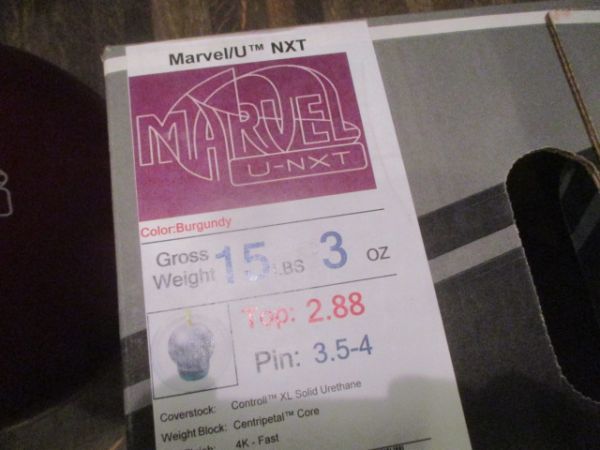 Marvel/U™ NXT
MARVEL
U-NXT
Color:Burgundy
Gross Weight 15 LBS 3 OZ
Top: 2.88
Pin: 3.5-4
Coverstock: Controll™ XL Solid Urethane
Weight Block: Centripetal™ Core
4K - Fast